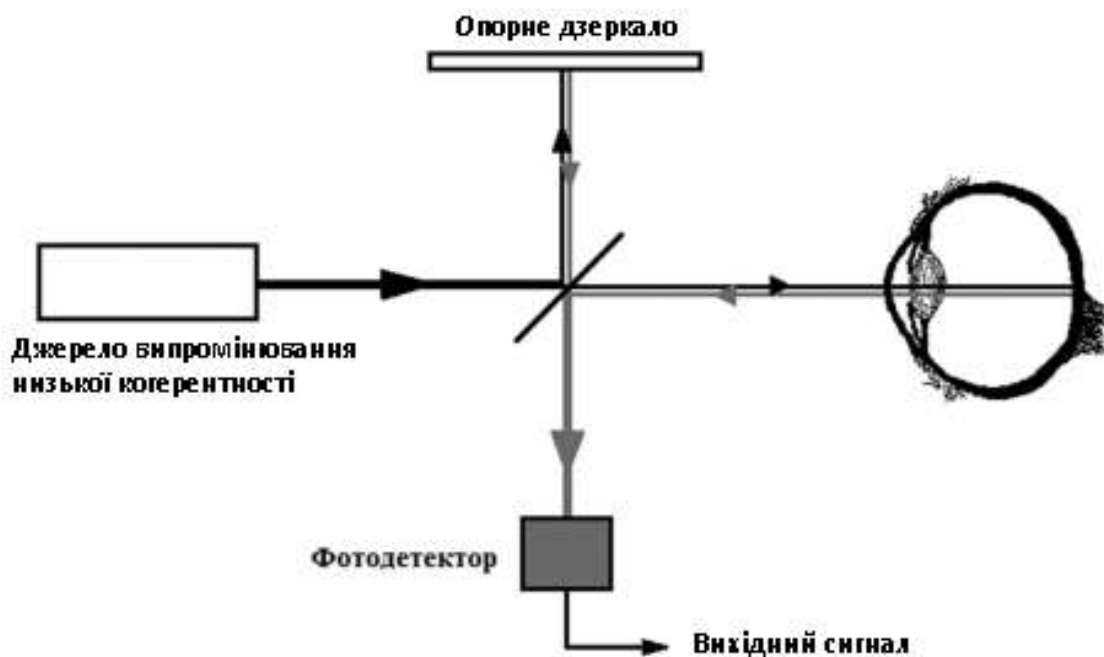 Опорне дзеркало
Джерело випромінювання
низької когерентності
Фотодетектор
Вихідний сигнал